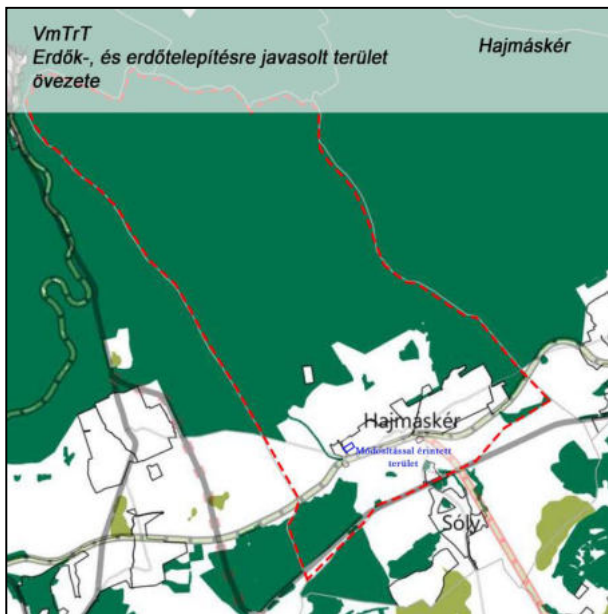 VmTrT
Hajmáskér
Erdők-, és erdőtelepítésre javasolt terület
övezete
Hajmáskér
Módosítással érintett
terület
Sóly